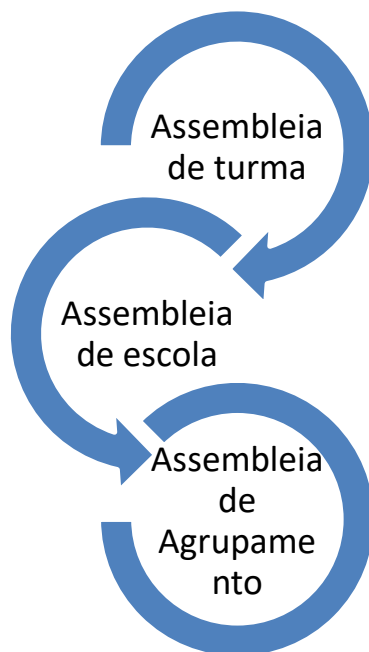 Assembleia
de turma
Assembleia
de escola
Assembleia
de
Agrupame
nto